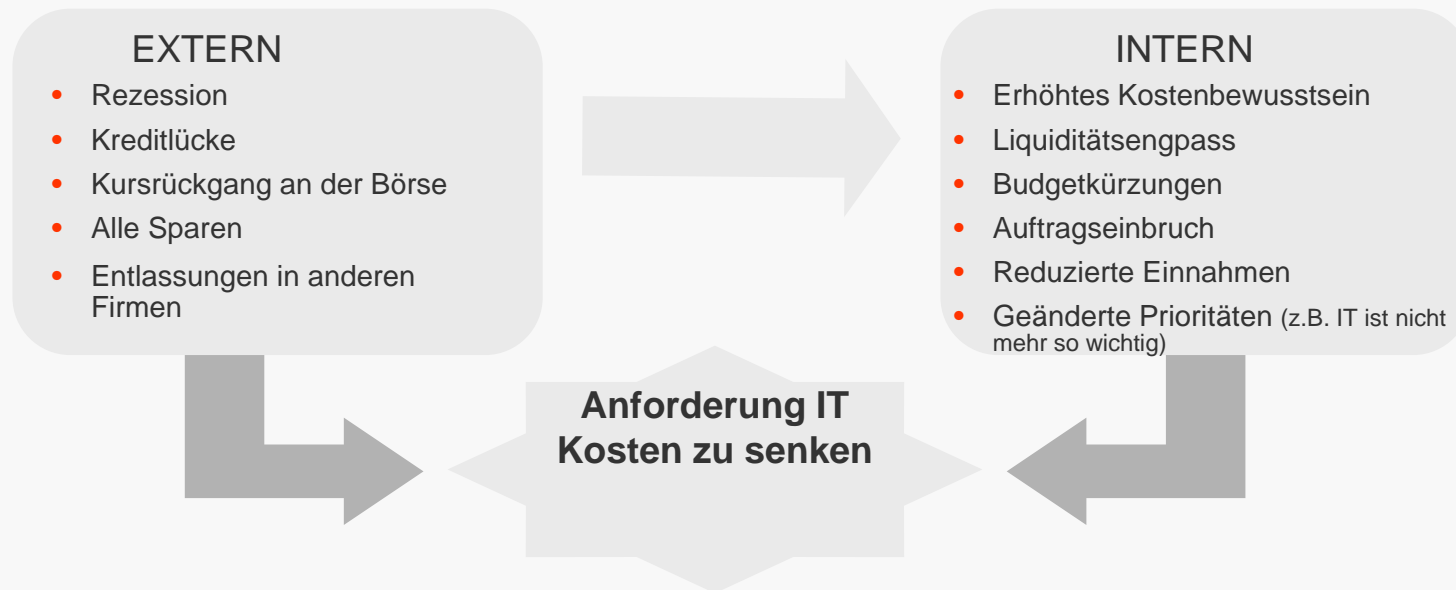 EXTERN
• Rezession
• Kreditlücke
• Kursrückgang an der Börse
• Alle Sparen
• Entlassungen in anderen
Firmen
INTERN
• Erhöhtes Kostenbewusstsein
• Liquiditätsengpass
• Budgetkürzungen
• Auftragseinbruch
• Reduzierte Einnahmen
• Geänderte Prioritäten (z.B. IT ist nicht
mehr so wichtig)
Anforderung IT
Kosten zu senken